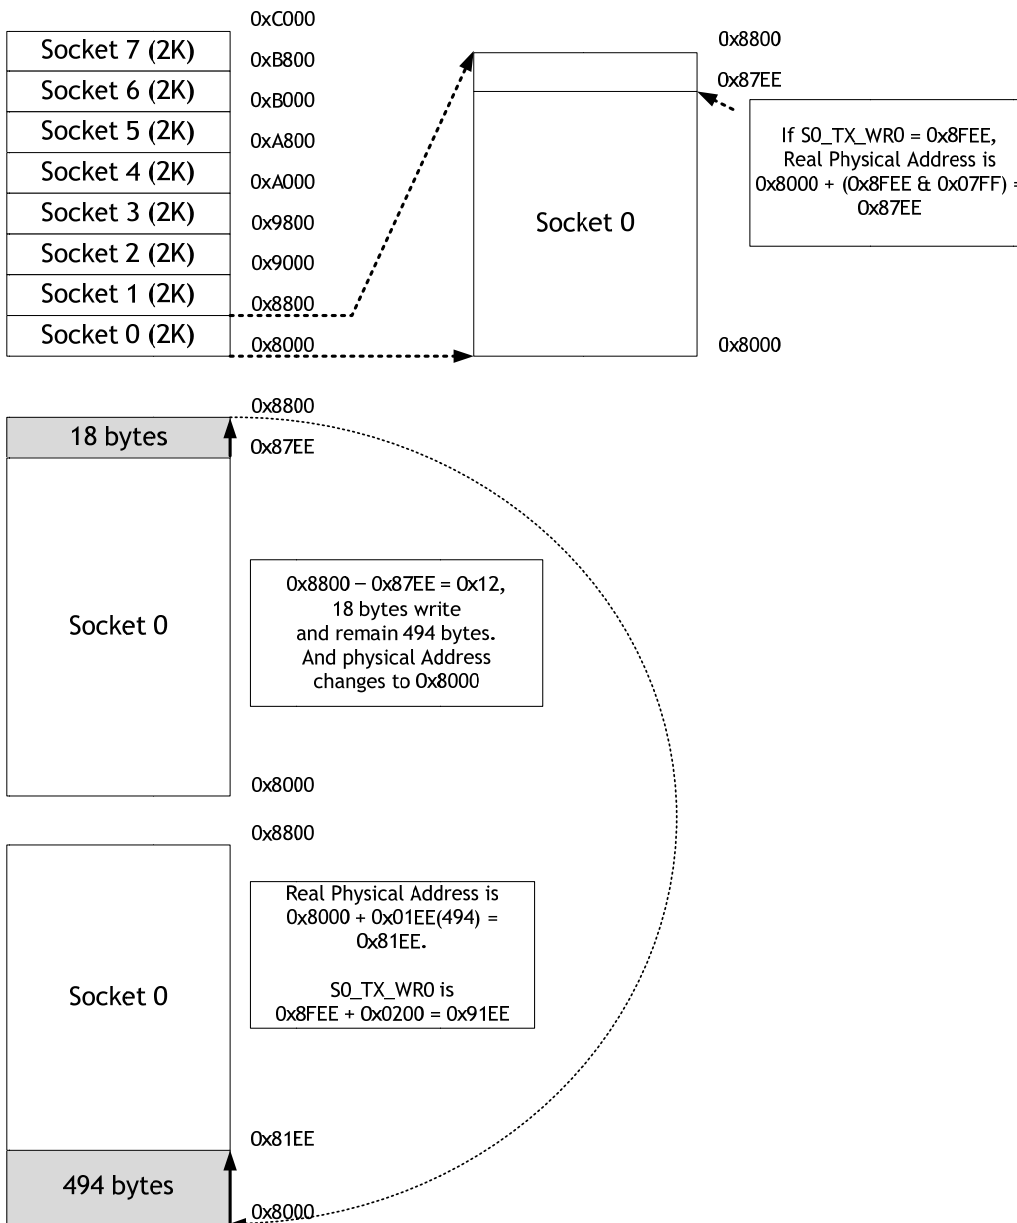 0xC000
Socket 7 (2K)
0xB800
Socket 6 (2K)
0xB000
Socket 5 (2K)
0xA800
Socket 4 (2K)
0xA000
Socket 3 (2K)
0x9800
Socket 2 (2K)
0x9000
Socket 1 (2K)
0x8800
Socket 0 (2K)
0x8000
0x8800
0x87EE
Socket 0
0x8000
If S0_TX_WR0 = 0x8FEE,
Real Physical Address is
0x8000 + (0x8FEE & 0x07FF) =
0x87EE
0x8800
18 bytes
0x87EE
Socket 0
0x8800 – 0x87EE = 0x12,
18 bytes write
and remain 494 bytes.
And physical Address
changes to 0x8000
0x8000
0x8800
Real Physical Address is
0x8000 + 0x01EE(494) =
0x81EE.
Socket 0
S0_TX_WR0 is
0x8FEE + 0x0200 = 0x91EE
0x81EE
494 bytes
0x8000